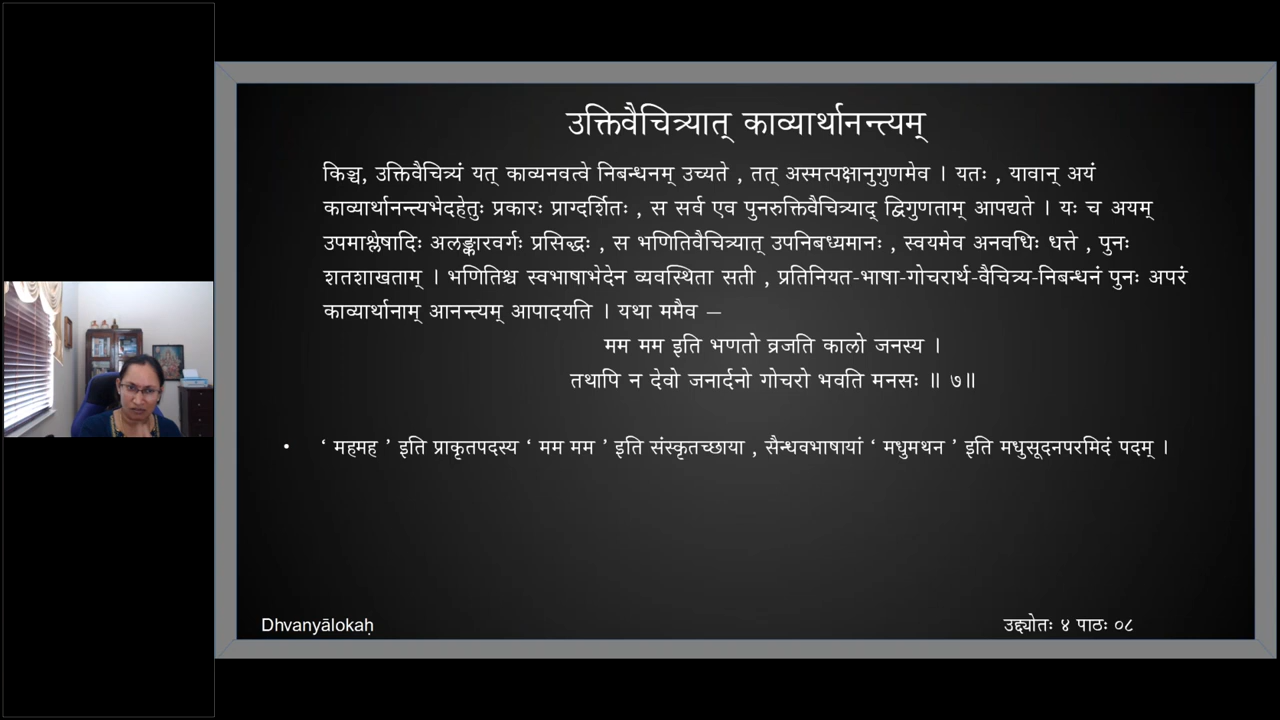 उक्तिवैचित्र्यात् काव्यार्थानन्त्यम्
किञ्च, उक्तिवैचित्र्यं यत् काव्यनवत्वे निबन्धनम् उच्यते , तत् अस्मत्पक्षानुगुणमेव । यतः , यावान् अयं
काव्यार्थानन्त्यभेदहेतुः प्रकारः प्राग्दर्शितः , स सर्व एव पुनरुक्तिवैचित्र्याद् द्विगुणताम् आपद्यते । यः च अयम्
उपमाश्लेषादिः अलङ्कारवर्गः प्रसिद्धः , स भणितिवैचित्र्यात् उपनिबध्यमानः , स्वयमेव अनवधिः धत्ते , पुनः
शतशाखताम् । भणितिश्च स्वभाषाभेदेन व्यवस्थिता सती , प्रतिनियत-भाषा-गोचरार्थ-वैचित्र्य-निबन्धनं पुनः अपरं
काव्यार्थानाम् आनन्त्यम् आपादयति । यथा ममैव –
मम मम इति भणतो व्रजति कालो जनस्य ।
तथापि न देवो जनार्दनो गोचरो भवति मनसः ॥ ७॥
• ‘ महमह ’ इति प्राकृतपदस्य ‘ मम मम ’ इति संस्कृतच्छाया , सैन्धवभाषायां ‘ मधुमथन ’ इति मधुसूदनपरमिदं पदम् ।
Dhvanyālokaḥ
उद्द्योतः ४ पाठः ०८